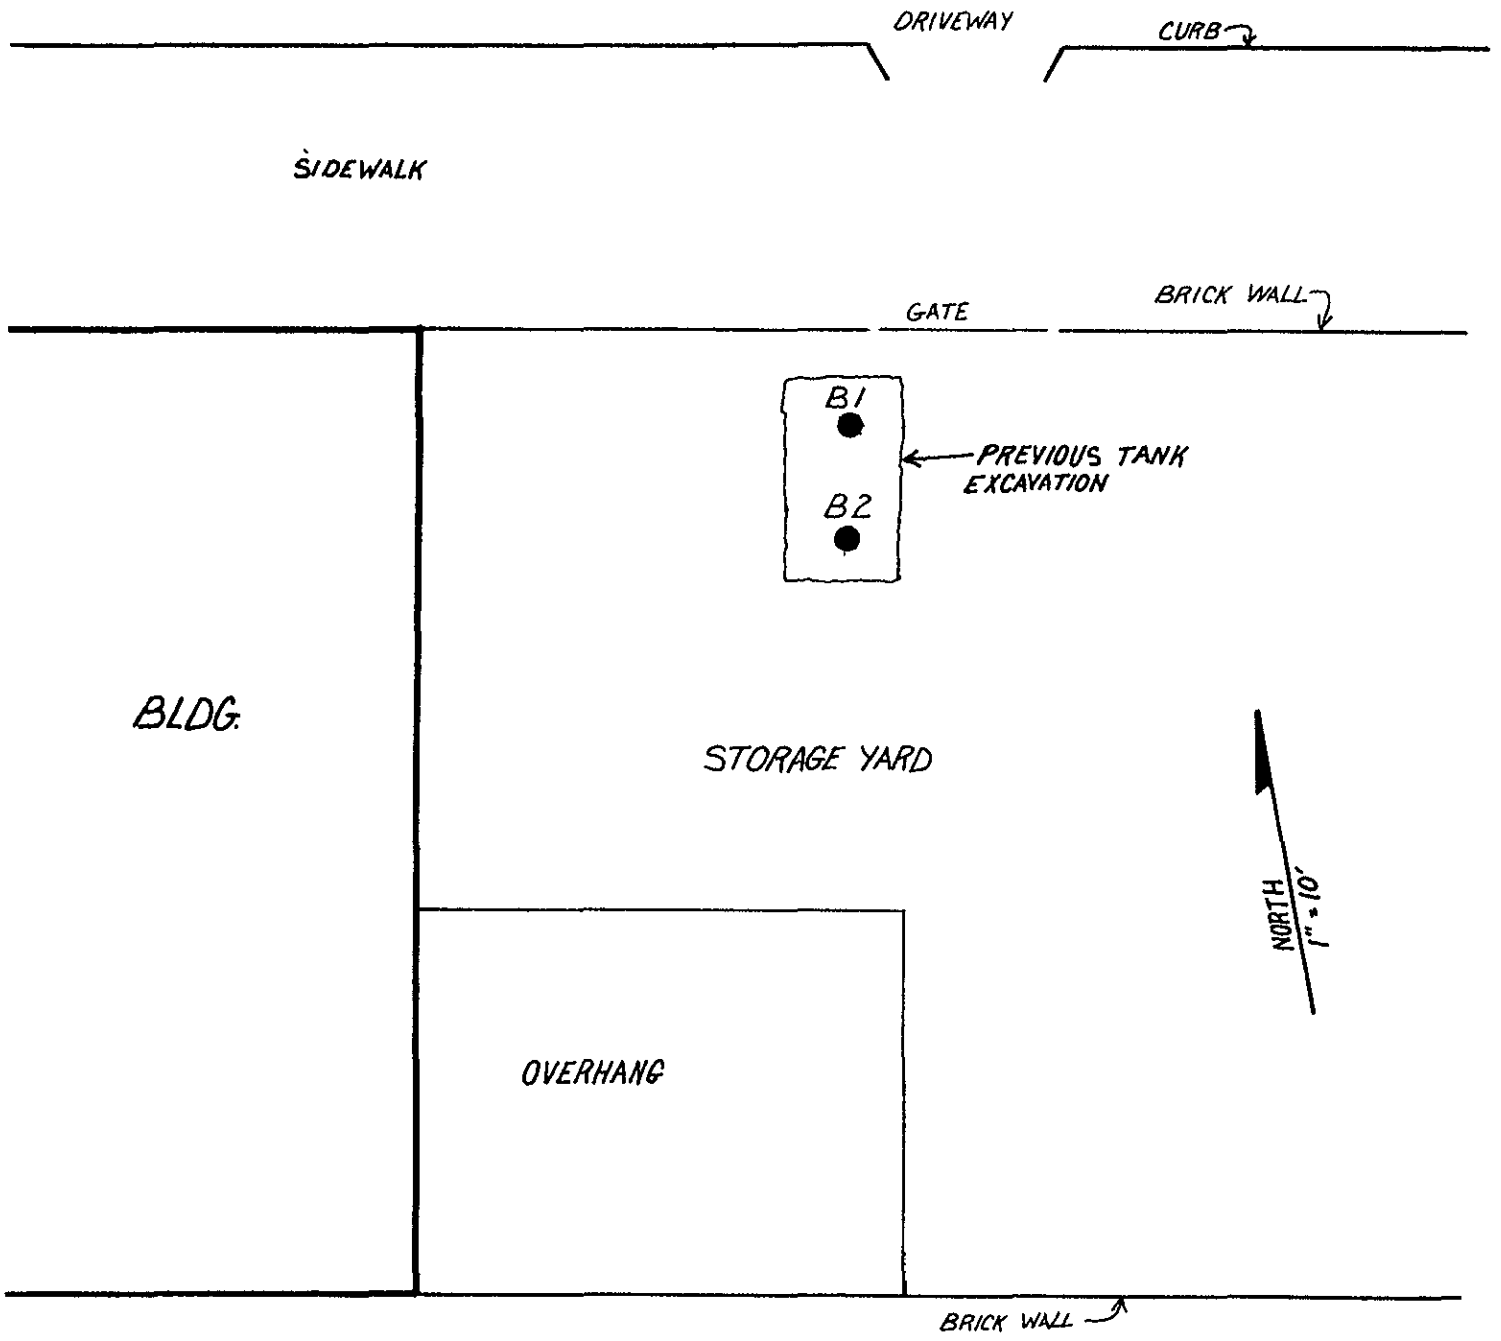 DRIVEWAY
CURB
SIDEWALK
BRICK WALL
GATE
B1
PREVIOUS TANK
EXCAVATION
B2
BLDG.
STORAGE YARD
NORTH
1" = 10'
OVERHANG
BRICK WALL